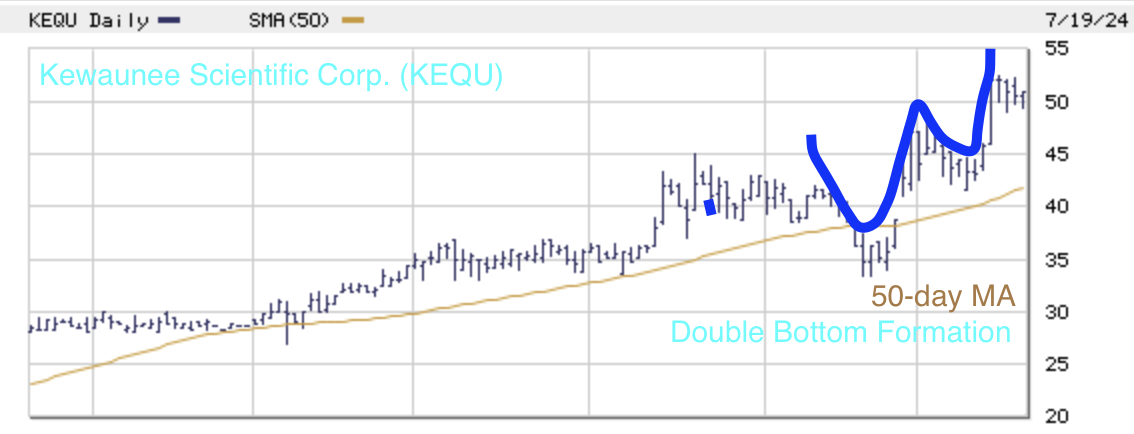 KEQU Daily SMA(50) 7/19/24
55
Kewaunee Scientific Corp. (KEQU)
50
45
40
35
50-day MA
30
Double Bottom Formation
25
20